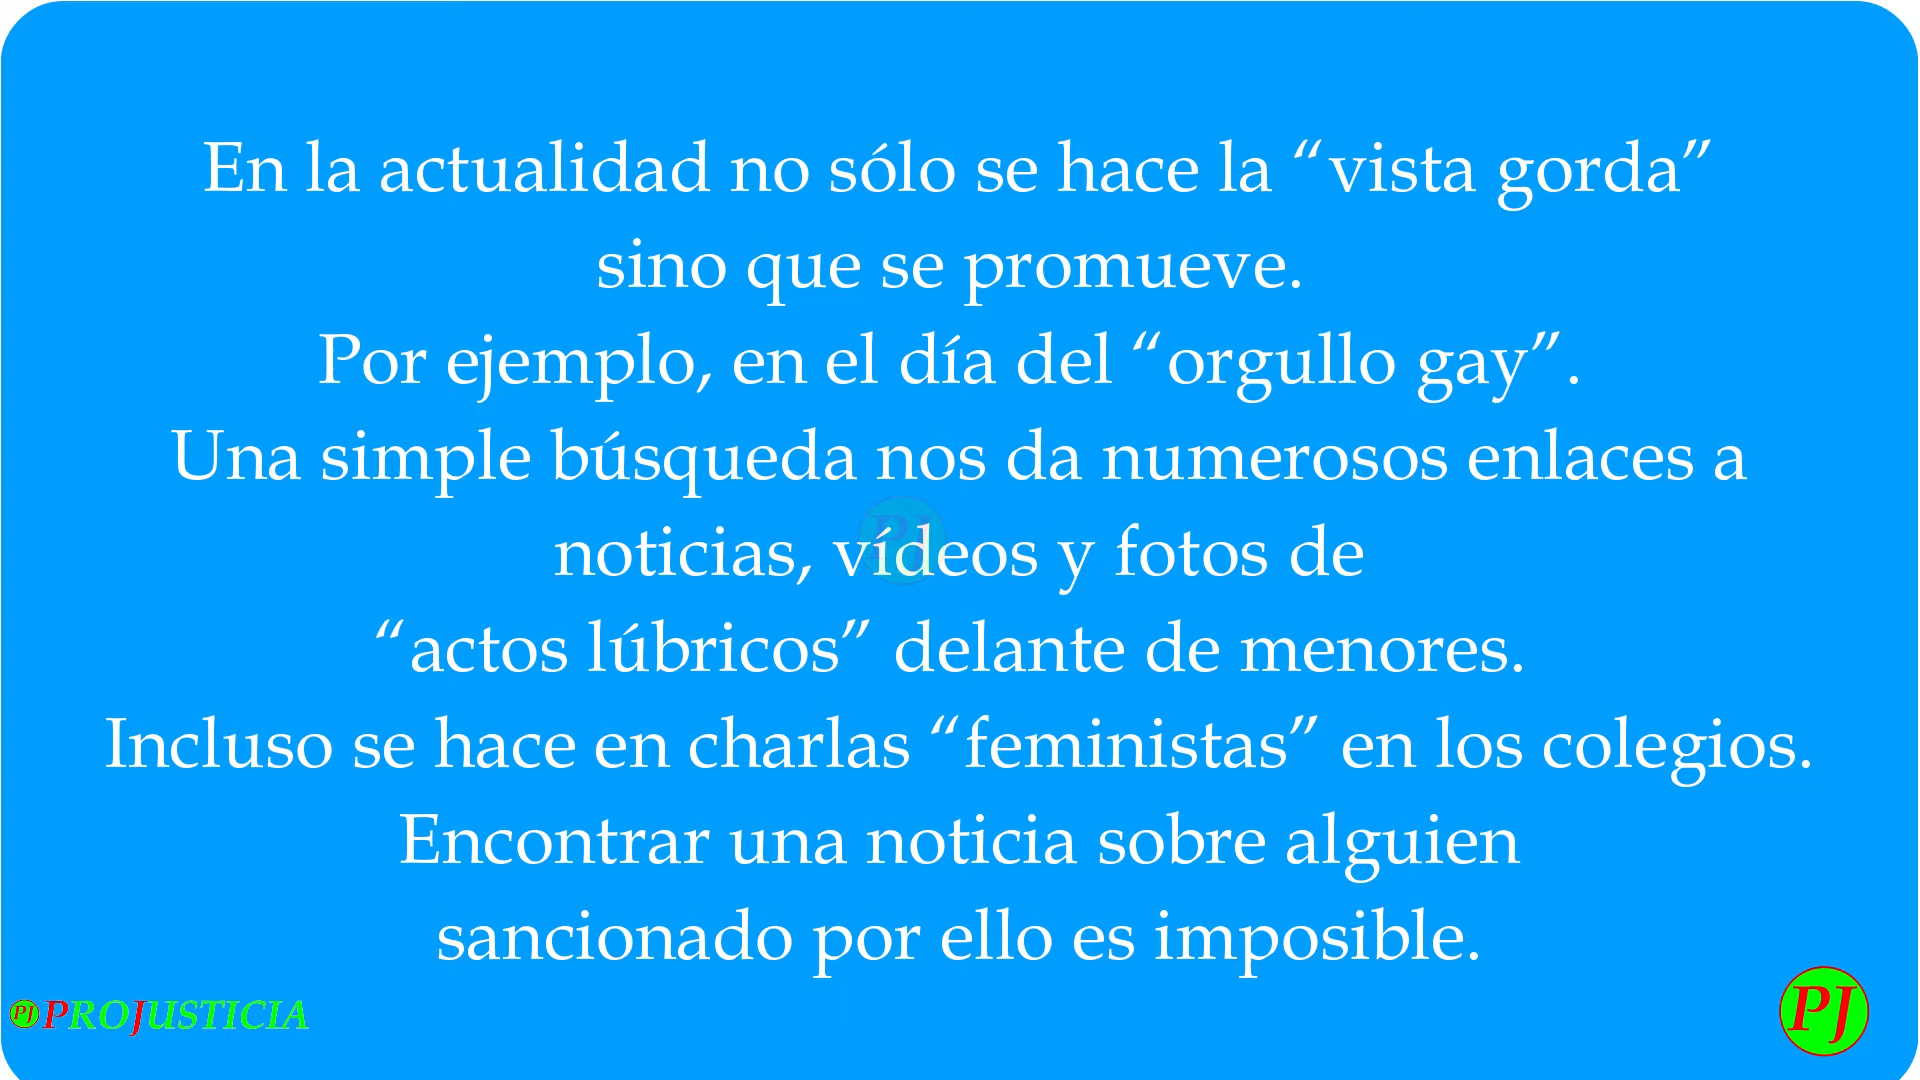 En la actualidad no sólo se hace la “vista gorda”
sino que se promueve.
Por ejemplo, en el día del “orgullo gay”.
Una simple búsqueda nos da numerosos enlaces a
noticias, vídeos y fotos de
“actos lúbricos” delante de menores.
Incluso se hace en charlas “feministas” en los colegios.
Encontrar una noticia sobre alguien
sancionado por ello es imposible.
PJ PROJUSTICIA
PJ
PJ